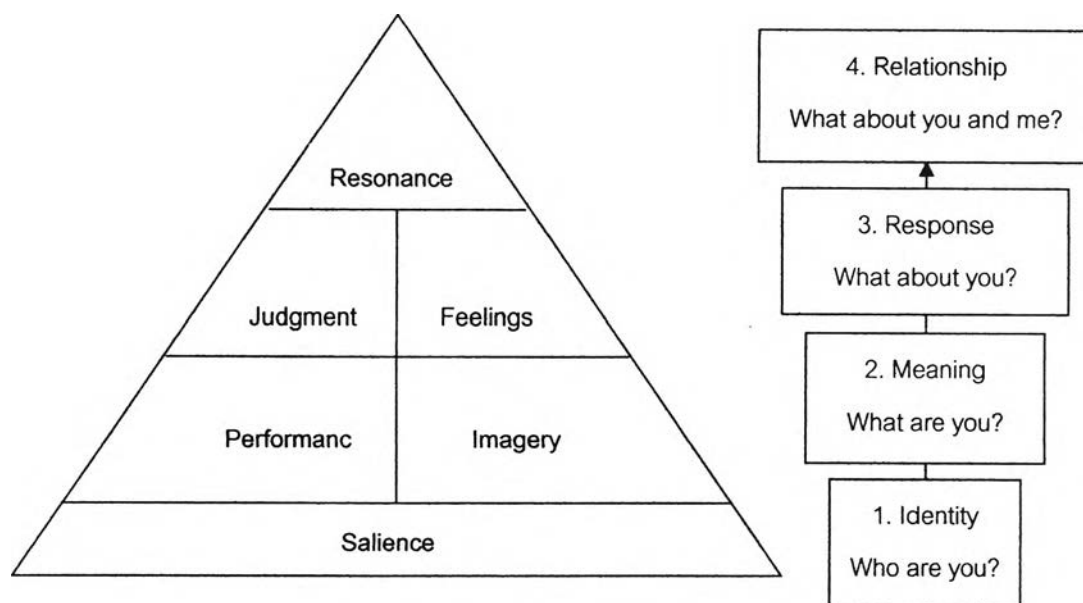 Resonance
Judgment
Feelings
Performanc
Imagery
Salience
4. Relationship
What about you and me?
3. Response
What about you?
2. Meaning
What are you?
1. Identity
Who are you?